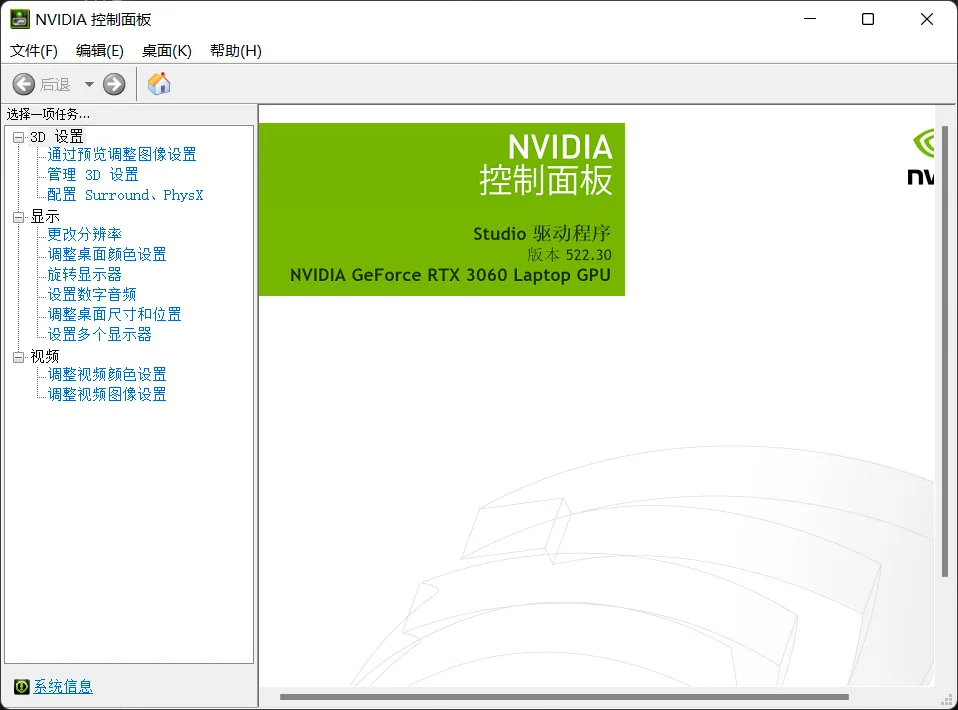 NVIDIA 控制面板
文件(F) 编辑(E) 桌面(K) 帮助(H)
后退
选择一项任务...
3D 设置
通过预览调整图像设置
管理 3D 设置
配置 Surround、PhysX
显示
更改分辨率
调整桌面颜色设置
旋转显示器
设置数字音频
调整桌面尺寸和位置
设置多个显示器
视频
调整视频颜色设置
调整视频图像设置
系统信息
NVIDIA
控制面板
Studio 驱动程序
版本 522.30
NVIDIA GeForce RTX 3060 Laptop GPU